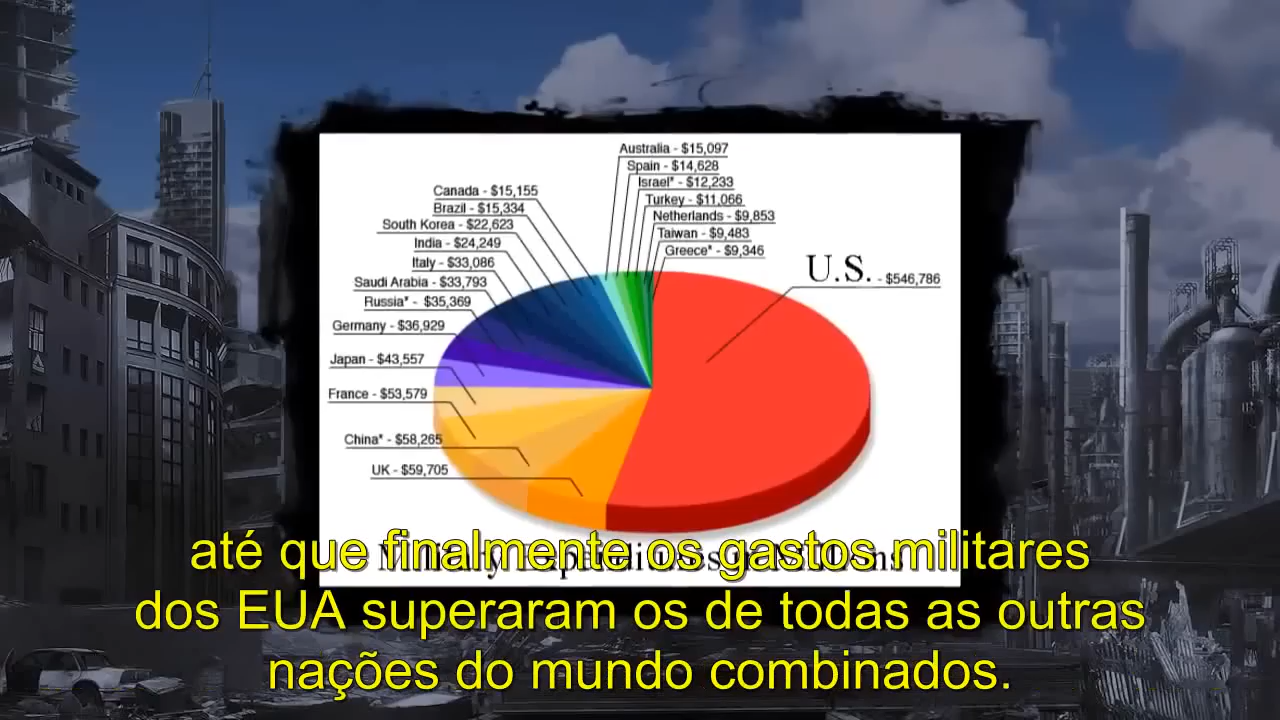 Australia - $15,097
Spain - $14,628
Israel* - $12,233
Turkey - $11,066
Netherlands - $9,853
Taiwan - $9,483
Greece* - $9,346
Canada - $15,155
Brazil - $15,334
South Korea - $22,623
India - $24,249
Italy - $33,086
Saudi Arabia - $33,793
Russia* - $35,369
Germany - $36,929
Japan - $43,557
France - $53,579
China* - $58,265
UK - $59,705
U.S. - $546,786
Military Expenditures in Millions
até que finalmente os gastos militares
dos EUA superaram os de todas as outras
nações do mundo combinados.